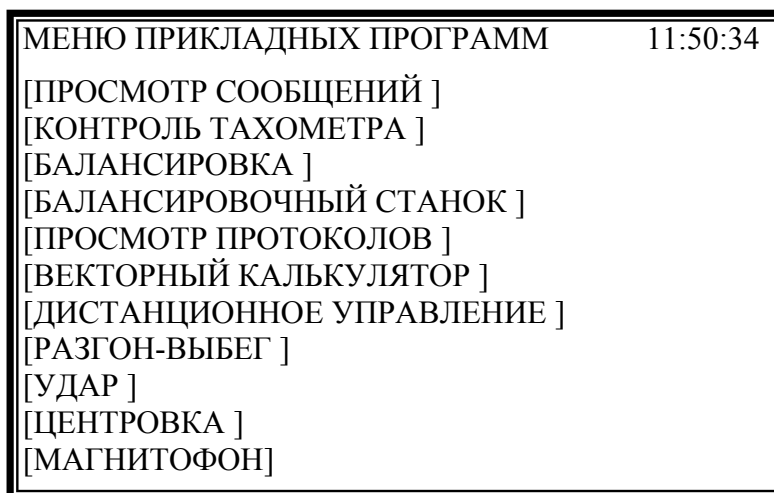 МЕНЮ ПРИКЛАДНЫХ ПРОГРАММ 11:50:34
[ПРОСМОТР СООБЩЕНИЙ ]
[КОНТРОЛЬ ТАХОМЕТРА ]
[БАЛАНСИРОВКА ]
[БАЛАНСИРОВОЧНЫЙ СТАНОК ]
[ПРОСМОТР ПРОТОКОЛОВ ]
[ВЕКТОРНЫЙ КАЛЬКУЛЯТОР ]
[ДИСТАНЦИОННОЕ УПРАВЛЕНИЕ ]
[РАЗГОН-ВЫБЕГ ]
[УДАР ]
[ЦЕНТРОВКА ]
[МАГНИТОФОН]